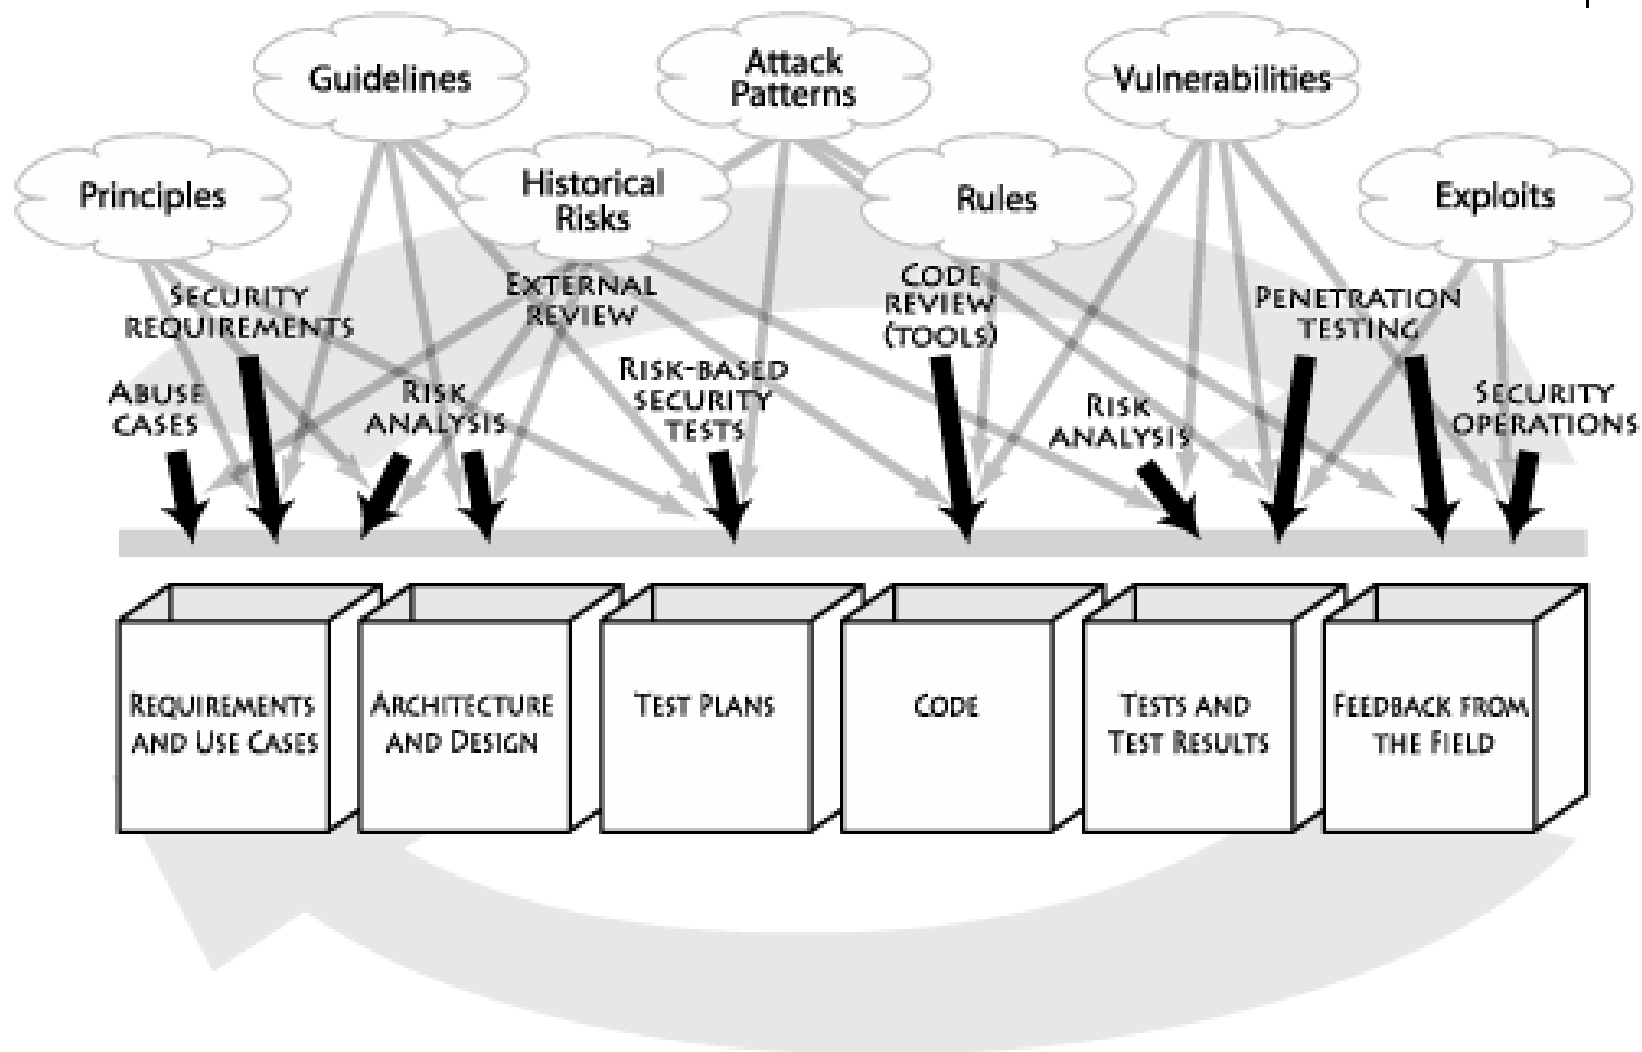 Guidelines
Attack
Patterns
Vulnerabilities
Principles
Historical
Risks
Rules
Exploits
SECURITY
REQUIREMENTS
EXTERNAL
REVIEW
CODE
REVIEW
(TOOLS)
PENETRATION
TESTING
ABUSE
CASES
RISK
ANALYSIS
RISK-BASED
SECURITY
TESTS
RISK
ANALYSIS
SECURITY
OPERATIONS
REQUIREMENTS
AND USE CASES
ARCHITECTURE
AND DESIGN
TEST PLANS
CODE
TESTS AND
TEST RESULTS
FEEDBACK FROM
THE FIELD